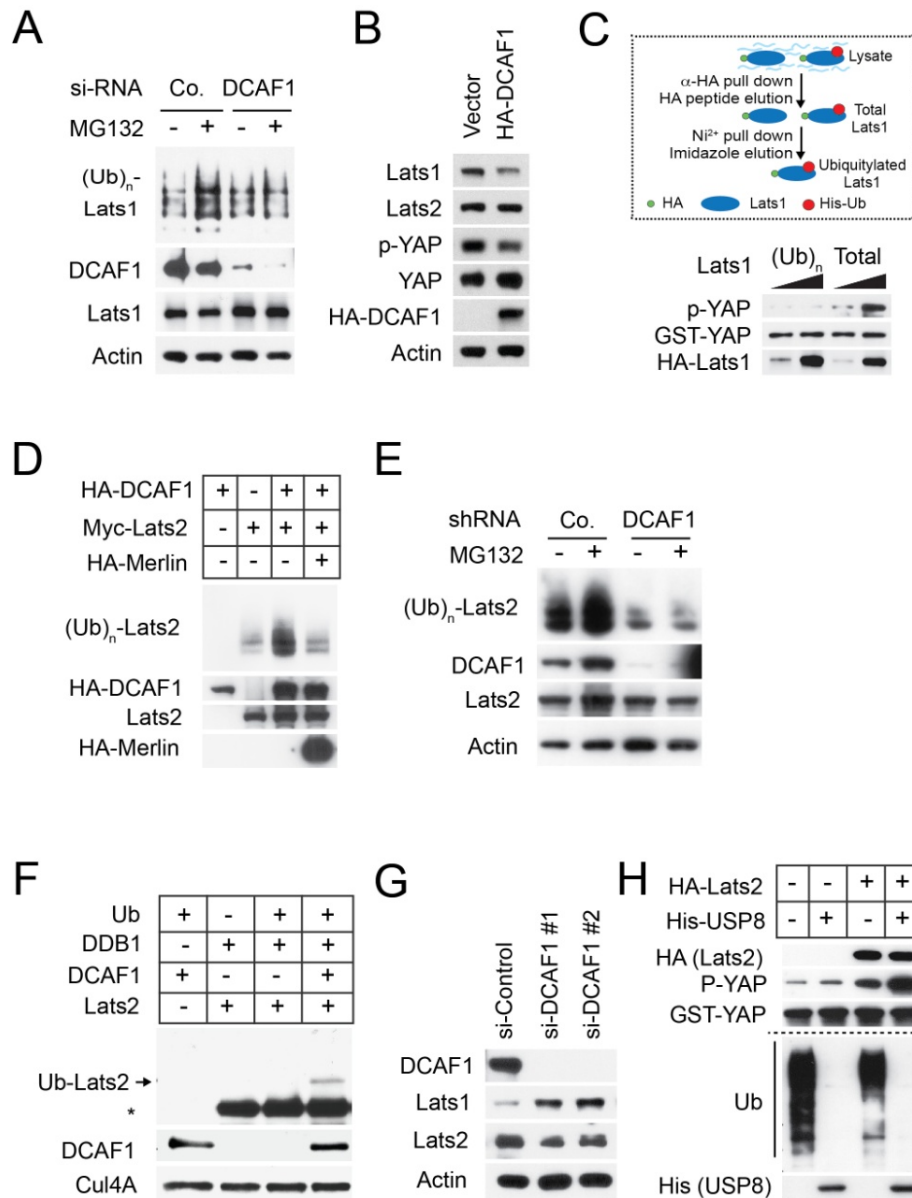 A
si-RNA Co. DCAF1
MG132 - + - +
(Ub)n-
Lats1
DCAF1
Lats1
Actin
B
Vector
HA-DCAF1
Lats1
Lats2
p-YAP
YAP
HA-DCAF1
Actin
C
Lysate
α-HA pull down
HA peptide elution
Total
Lats1
Ni2+ pull down
Imidazole elution
Ubiquitylated
Lats1
HA Lats1 His-Ub
Lats1 (Ub)n Total
p-YAP
GST-YAP
HA-Lats1
D
HA-DCAF1 + - + +
Myc-Lats2 - + + +
HA-Merlin - - - +
(Ub)n-Lats2
HA-DCAF1
Lats2
HA-Merlin
E
shRNA Co. DCAF1
MG132 - + - +
(Ub)n-Lats2
DCAF1
Lats2
Actin
F
Ub + - + +
DDB1 - + + +
DCAF1 + - - +
Lats2 - + + +
Ub-Lats2
*
DCAF1
Cul4A
G
si-Control
si-DCAF1 #1
si-DCAF1 #2
DCAF1
Lats1
Lats2
Actin
H
HA-Lats2 - - + +
His-USP8 - + - +
HA (Lats2)
P-YAP
GST-YAP
Ub
His (USP8)